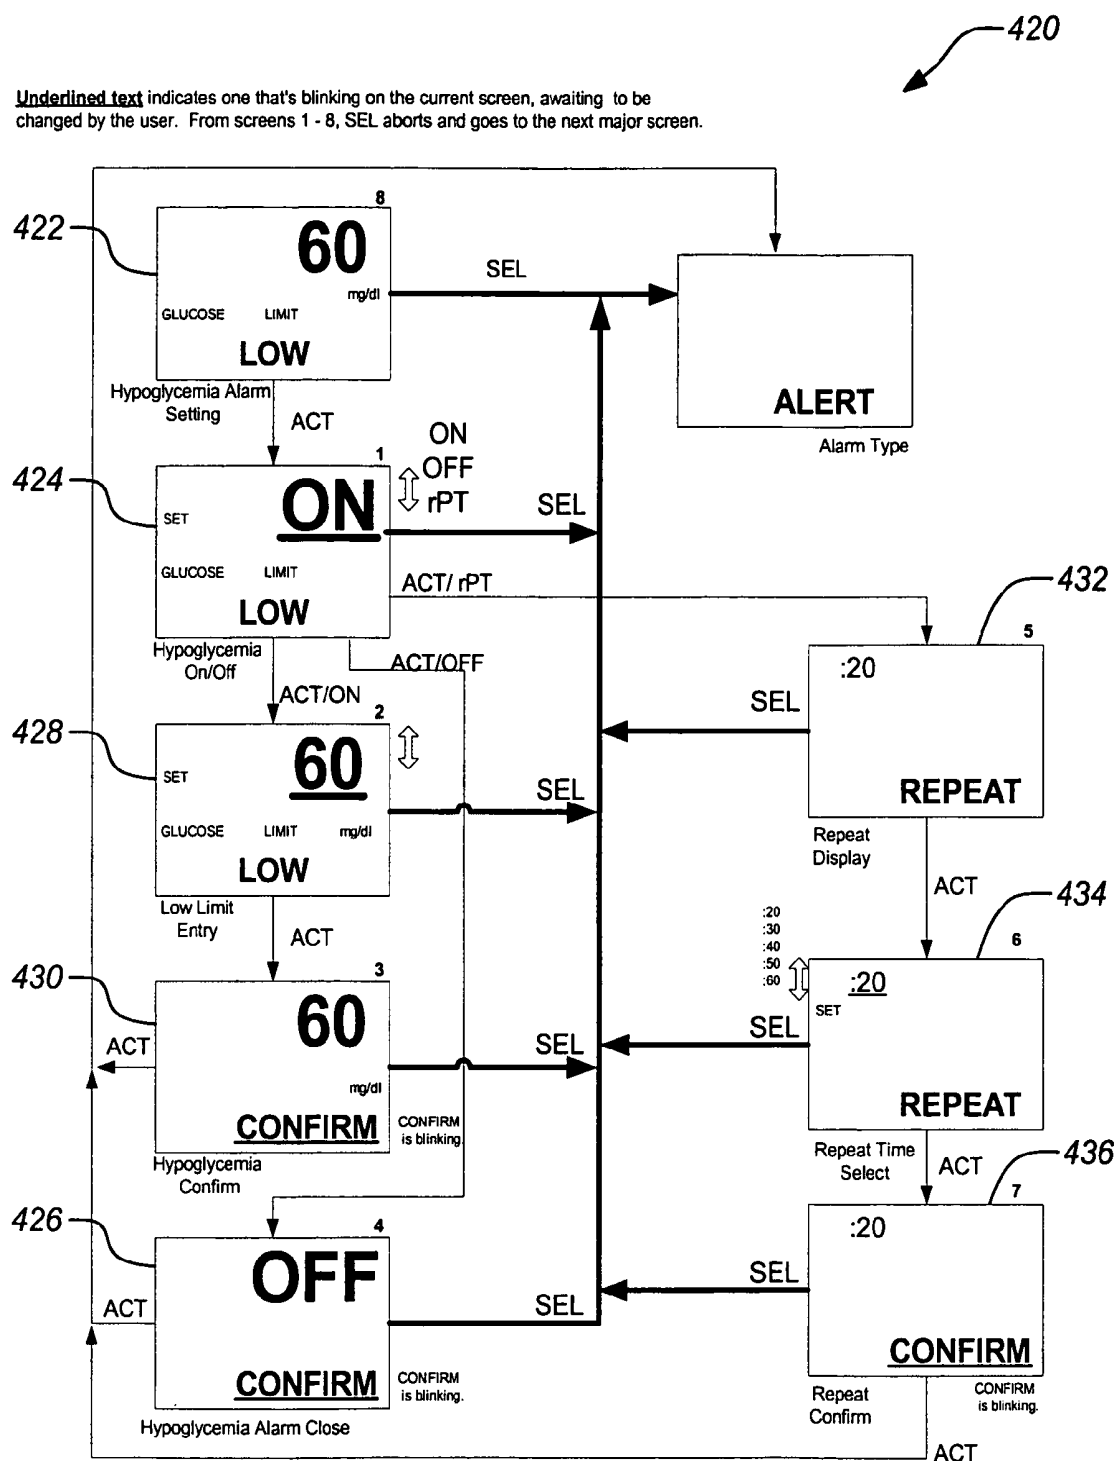 420
Underlined text indicates one that's blinking on the current screen, awaiting to be
changed by the user. From screens 1 - 8, SEL aborts and goes to the next major screen.
422
8
60
mg/dl
GLUCOSE LIMIT
LOW
Hypoglycemia Alarm
Setting
SEL
ALERT
Alarm Type
ACT
424
1
SET
ON
GLUCOSE LIMIT
LOW
Hypoglycemia
On/Off
ON
OFF
rPT
SEL
ACT/ rPT
ACT/OFF
ACT/ON
432
5
:20
REPEAT
Repeat
Display
SEL
428
2
SET
60
GLUCOSE LIMIT mg/dl
LOW
Low Limit
Entry
SEL
ACT
ACT
434
6
:20
:30
:40
:50
:60
:20
SET
REPEAT
Repeat Time
Select
SEL
430
3
60
mg/dl
CONFIRM
CONFIRM
is blinking.
Hypoglycemia
Confirm
ACT
SEL
ACT
436
7
:20
CONFIRM
Repeat
Confirm
CONFIRM
is blinking.
SEL
426
4
OFF
CONFIRM
CONFIRM
is blinking.
Hypoglycemia Alarm Close
ACT
SEL
ACT